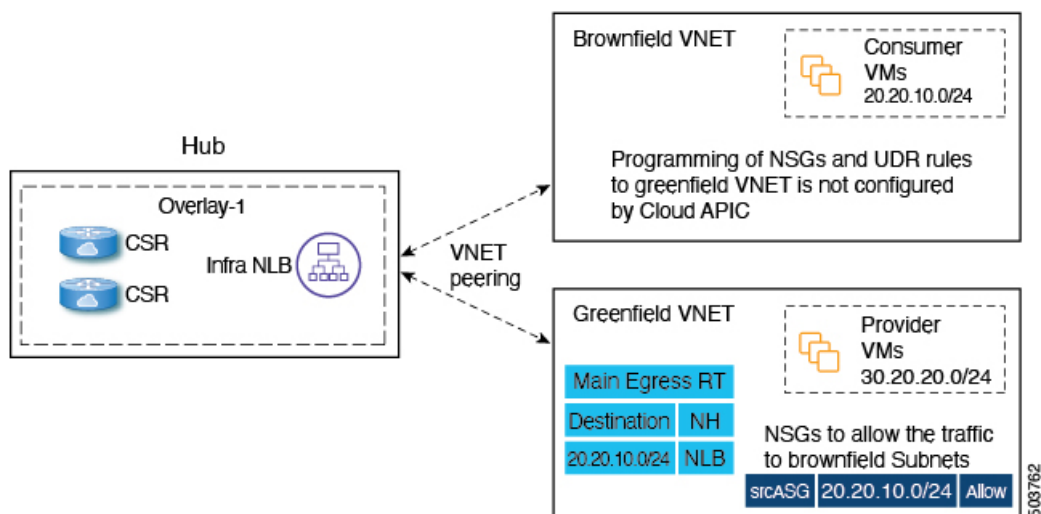 Hub
Overlay-1
CSR
CSR
Infra NLB
VNET
peering
Brownfield VNET
Consumer
VMs
20.20.10.0/24
Programming of NSGs and UDR rules
to greenfield VNET is not configured
by Cloud APIC
Greenfield VNET
Provider
VMs
30.20.20.0/24
Main Egress RT
Destination NH
20.20.10.0/24 NLB
NSGs to allow the traffic
to brownfield Subnets
srcASG 20.20.10.0/24 Allow
503762